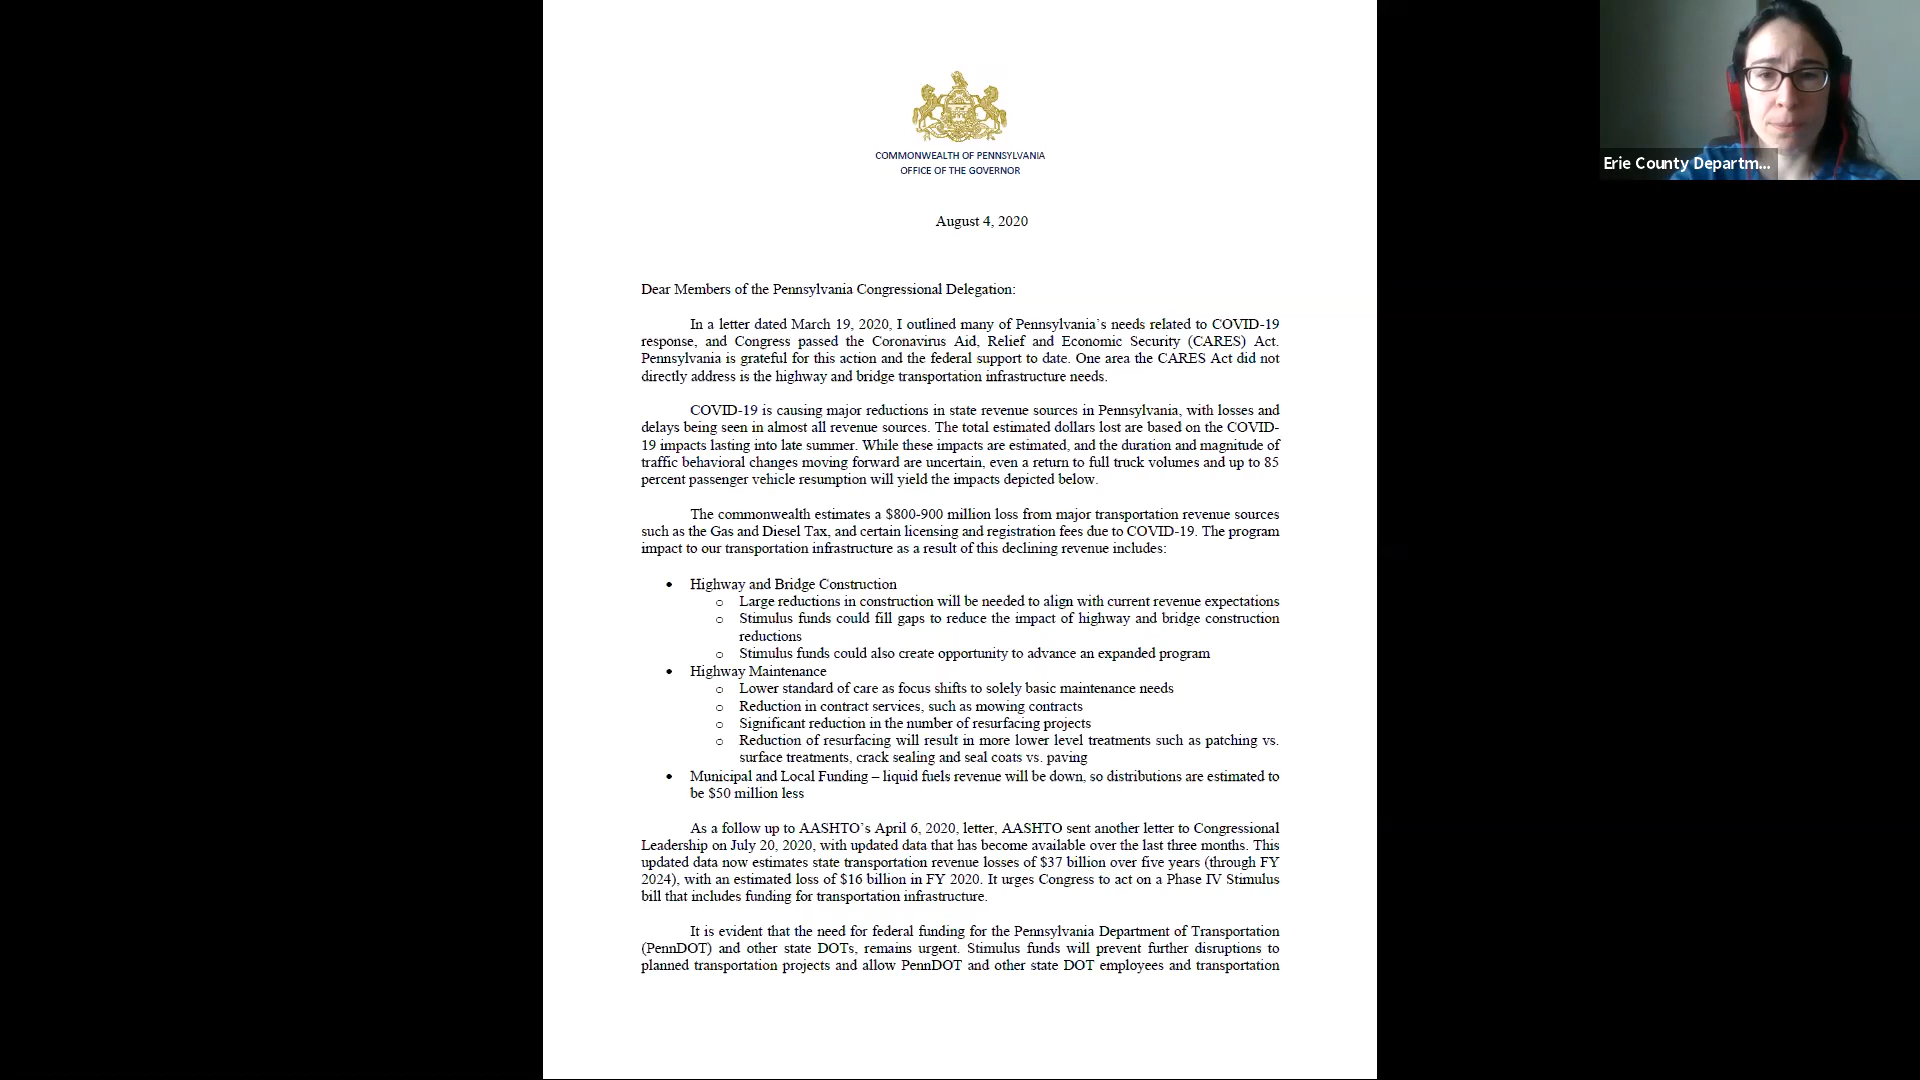 COMMONWEALTH OF PENNSYLVANIA
OFFICE OF THE GOVERNOR
August 4, 2020
Dear Members of the Pennsylvania Congressional Delegation:
In a letter dated March 19, 2020, I outlined many of Pennsylvania's needs related to COVID-19
response, and Congress passed the Coronavirus Aid, Relief and Economic Security (CARES) Act.
Pennsylvania is grateful for this action and the federal support to date. One area the CARES Act did not
directly address is the highway and bridge transportation infrastructure needs.
COVID-19 is causing major reductions in state revenue sources in Pennsylvania, with losses and
delays being seen in almost all revenue sources. The total estimated dollars lost are based on the COVID-
19 impacts lasting into late summer. While these impacts are estimated, and the duration and magnitude of
traffic behavioral changes moving forward are uncertain, even a return to full truck volumes and up to 85
percent passenger vehicle resumption will yield the impacts depicted below.
The commonwealth estimates a $800-900 million loss from major transportation revenue sources
such as the Gas and Diesel Tax, and certain licensing and registration fees due to COVID-19. The program
impact to our transportation infrastructure as a result of this declining revenue includes:
• Highway and Bridge Construction
o Large reductions in construction will be needed to align with current revenue expectations
o Stimulus funds could fill gaps to reduce the impact of highway and bridge construction
reductions
o Stimulus funds could also create opportunity to advance an expanded program
• Highway Maintenance
o Lower standard of care as focus shifts to solely basic maintenance needs
o Reduction in contract services, such as mowing contracts
o Significant reduction in the number of resurfacing projects
o Reduction of resurfacing will result in more lower level treatments such as patching vs.
surface treatments, crack sealing and seal coats vs. paving
• Municipal and Local Funding – liquid fuels revenue will be down, so distributions are estimated to
be $50 million less
As a follow up to AASHTO's April 6, 2020, letter, AASHTO sent another letter to Congressional
Leadership on July 20, 2020, with updated data that has become available over the last three months. This
updated data now estimates state transportation revenue losses of $37 billion over five years (through FY
2024), with an estimated loss of $16 billion in FY 2020. It urges Congress to act on a Phase IV Stimulus
bill that includes funding for transportation infrastructure.
It is evident that the need for federal funding for the Pennsylvania Department of Transportation
(PennDOT) and other state DOTs, remains urgent. Stimulus funds will prevent further disruptions to
planned transportation projects and allow PennDOT and other state DOT employees and transportation
Erie County Departm...